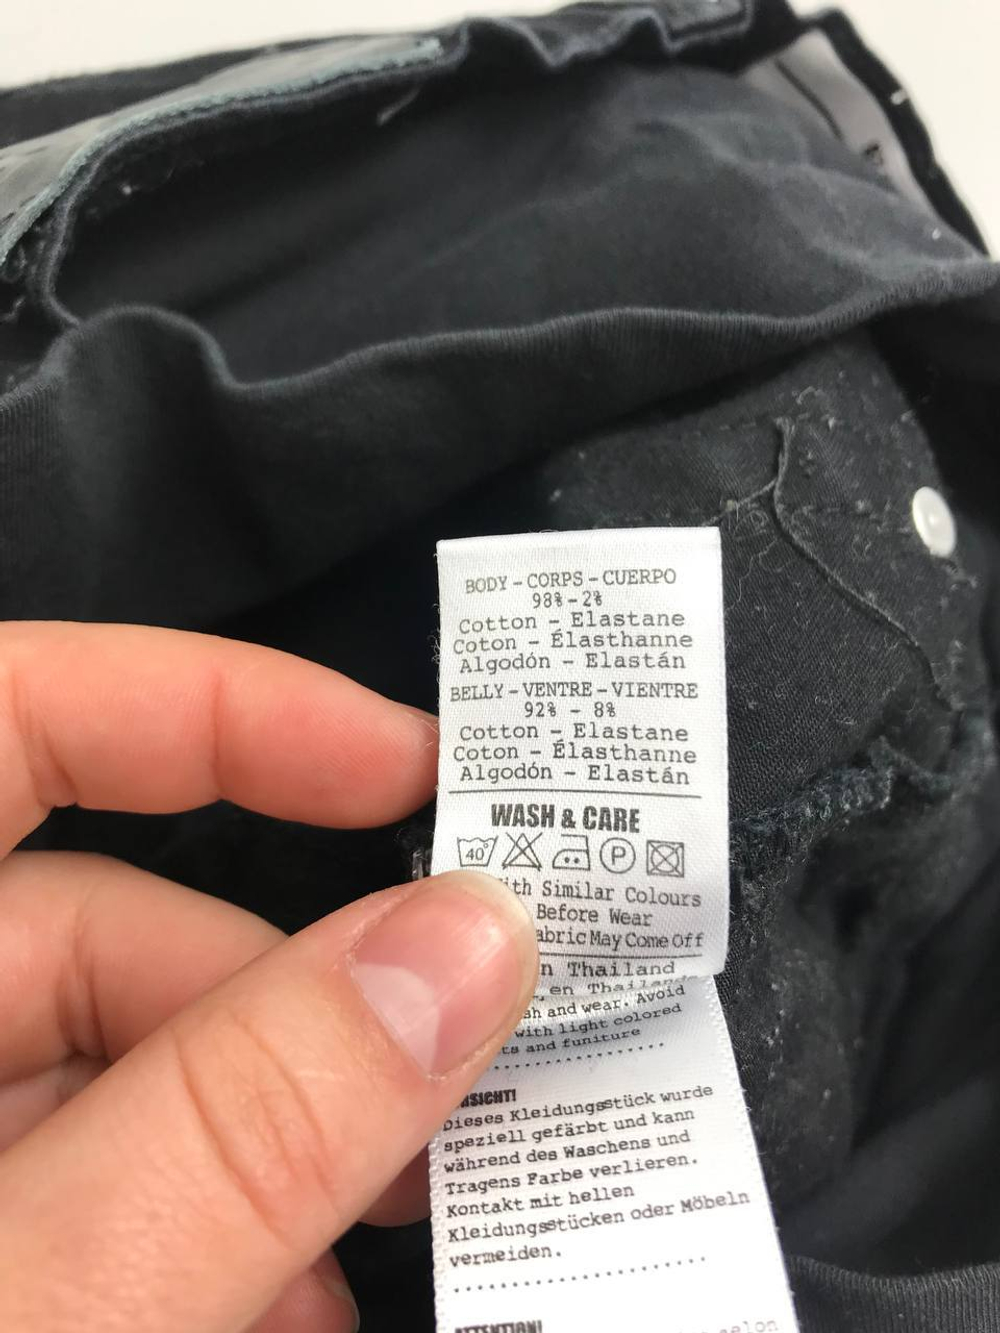 BODY - CORPS - CUERPO
98% - 2%
Cotton - Elastane
Coton - Élasthanne
Algodón - Elastán
BELLY - VENTRE - VIENTRE
92% - 8%
Cotton - Elastane
Coton - Élasthanne
Algodón - Elastán
WASH & CARE
40° P
Similar Colours
Before Wear
May Come Off
Thailand
en Thailande
and wear. Avoid
with light colored
and funiture
Dieses Kleidungsstück wurde
speziell gefärbt und kann
während des Waschens und
Tragens Farbe verlieren.
Kontakt mit hellen
Kleidungsstücken oder Möbeln
vermeiden.
ATTENTION!